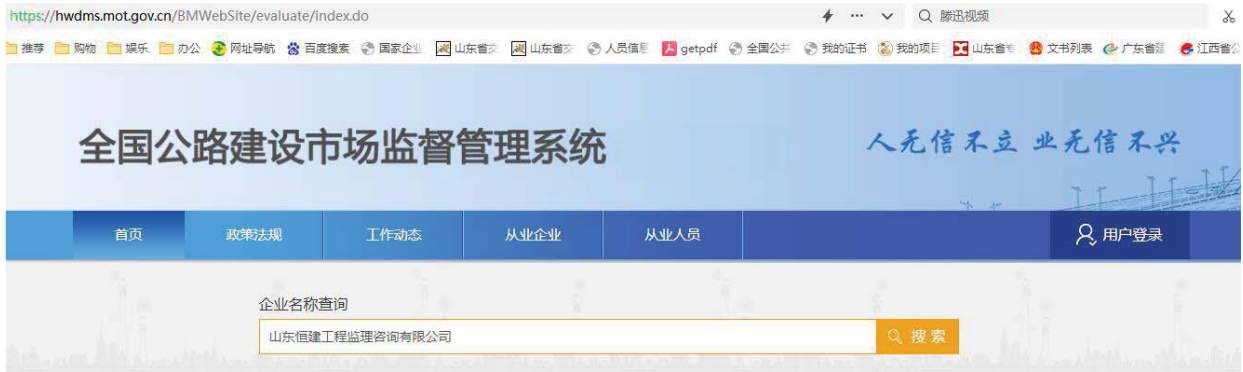 https://hwdms.mot.gov.cn/BMWebSite/evaluate/index.do 腾讯视频
推荐 购物 娱乐 办公 网址导航 百度搜索 国家企业 山东省交 山东省交 人员信息 getpdf 全国公共 我的证书 我的项目 山东省专 文书列表 广东省建 江西省公
全国公路建设市场监督管理系统 人无信不立 业无信不兴
首页 政策法规 工作动态 从业企业 从业人员 用户登录
企业名称查询
山东恒建工程监理咨询有限公司 搜索